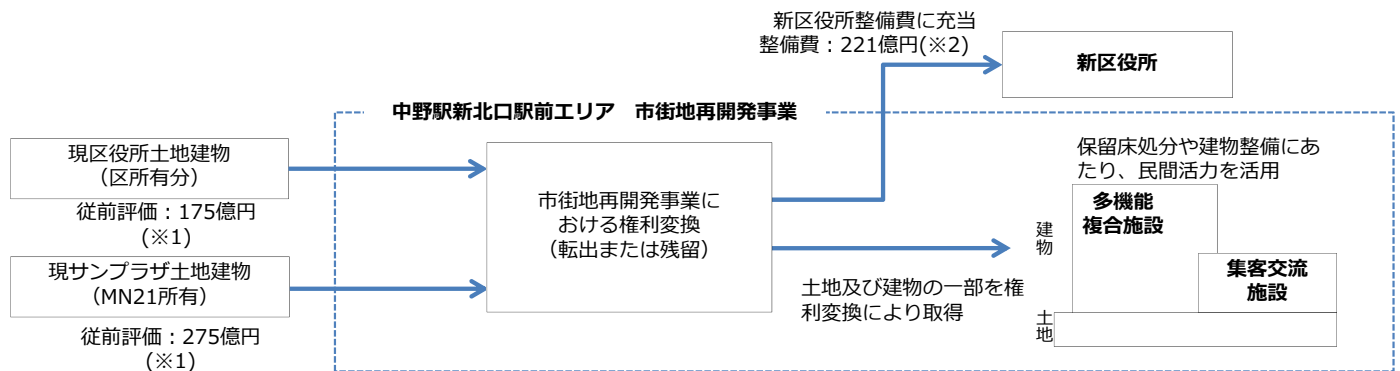 新区役所整備費に充当
整備費：221億円(※2)
新区役所
中野駅新北口駅前エリア　市街地再開発事業
現区役所土地建物
（区所有分）
従前評価：175億円
(※1)
現サンプラザ土地建物
（MN21所有）
従前評価：275億円
(※1)
市街地再開発事業に
おける権利変換
（転出または残留）
土地及び建物の一部を権
利変換により取得
保留床処分や建物整備にあ
たり、民間活力を活用
建物
多機能
複合施設
集客交流
施設
土地